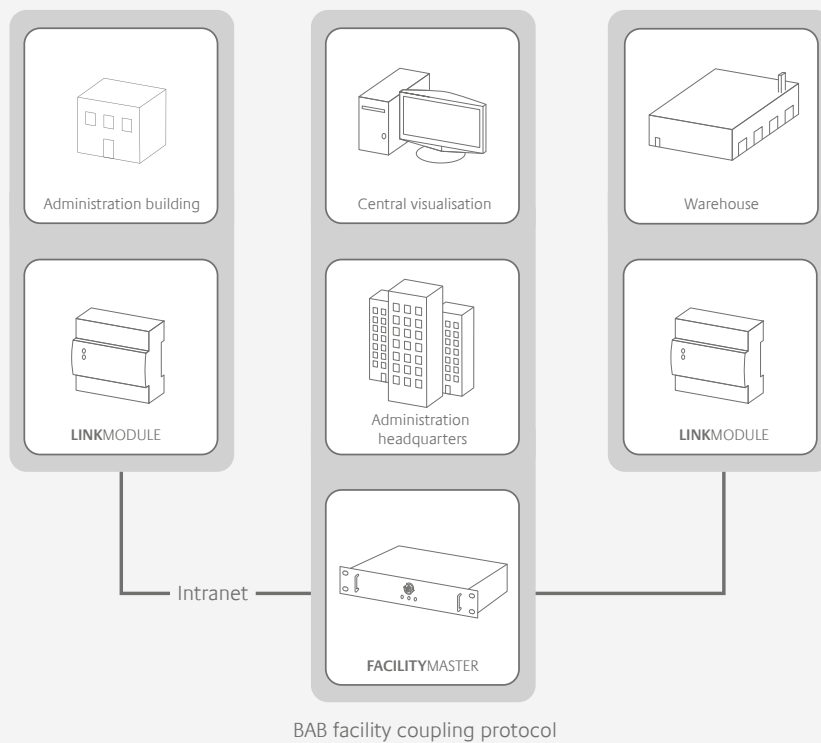 Administration building
Central visualisation
Warehouse
LINKMODULE
Administration
headquarters
LINKMODULE
Intranet
FACILITYMASTER
BAB facility coupling protocol